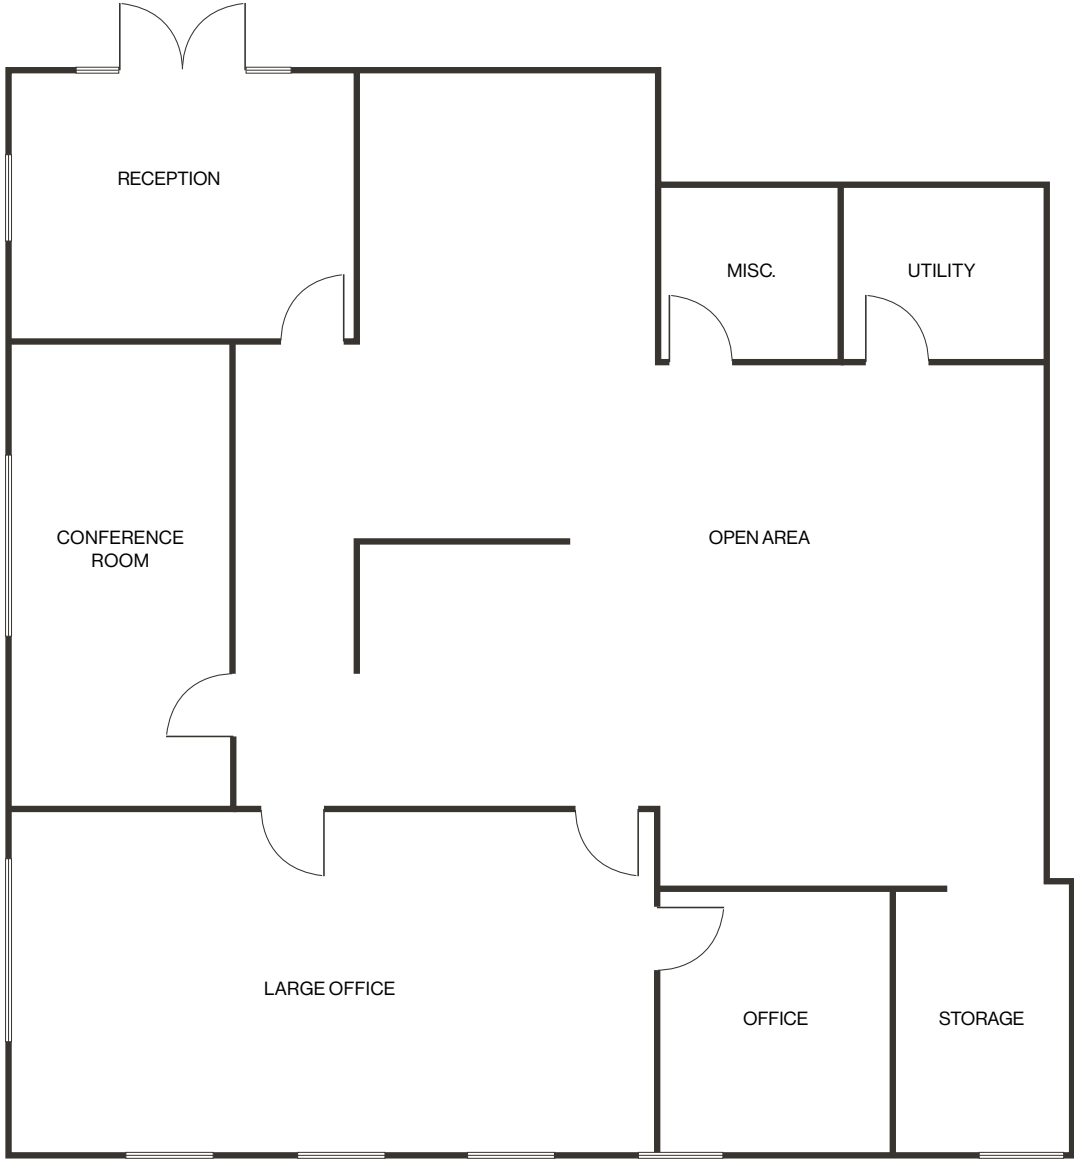 RECEPTION
MISC.
UTILITY
CONFERENCE
ROOM
OPEN AREA
LARGE OFFICE
OFFICE
STORAGE